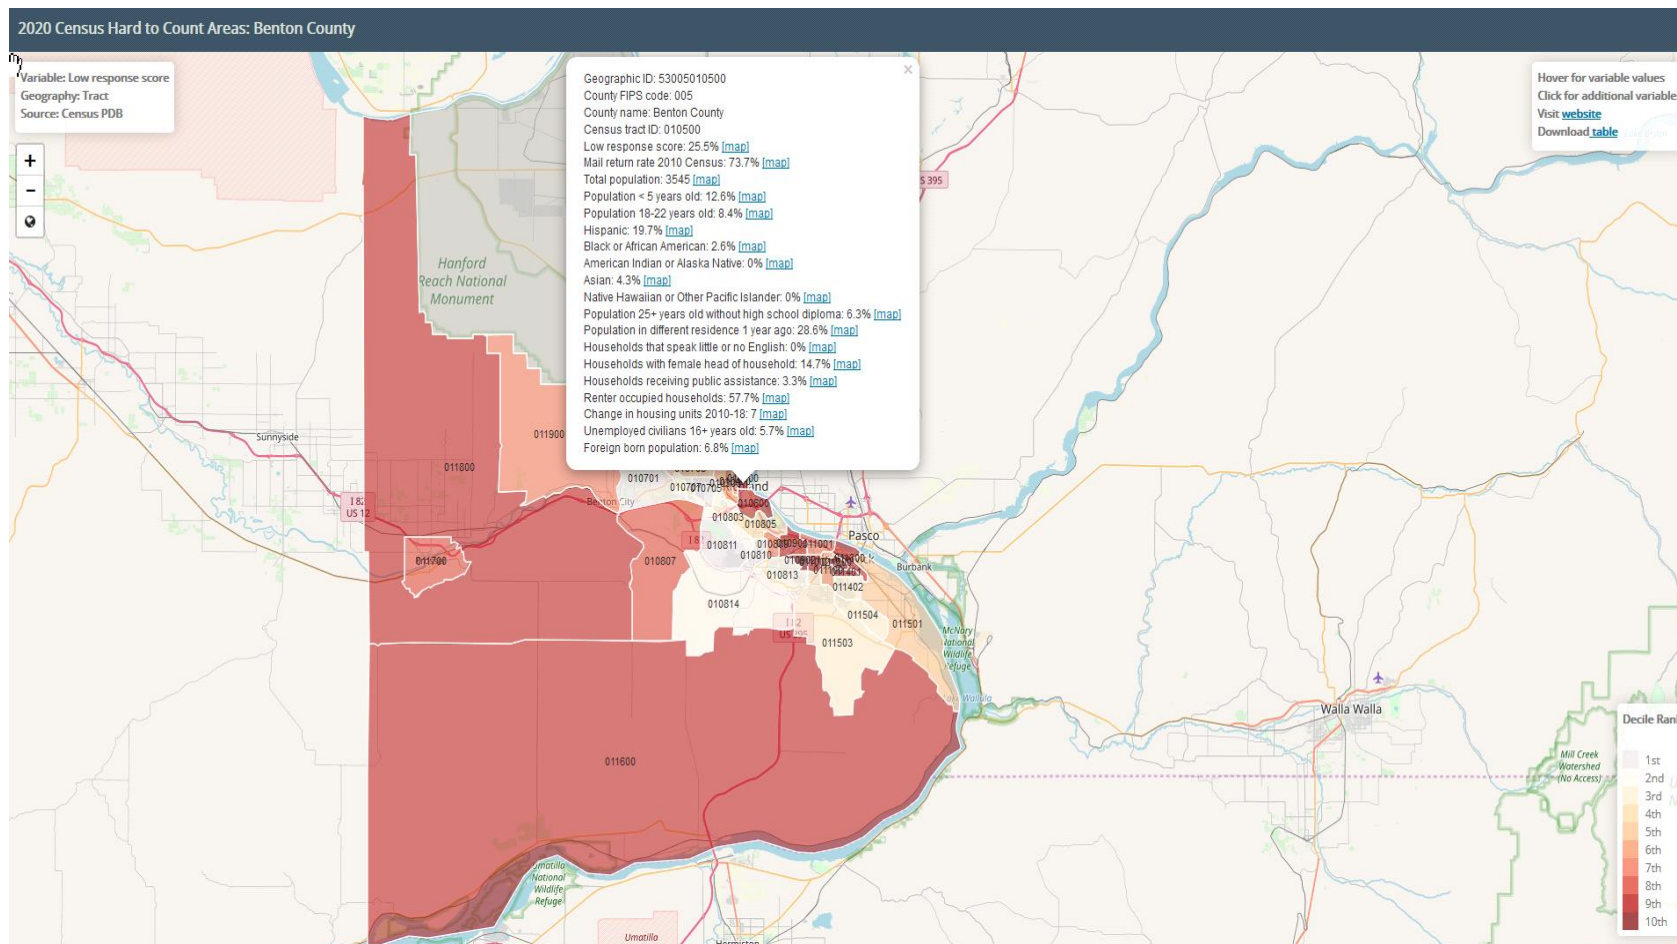 2020 Census Hard to Count Areas: Benton County
Variable: Low response score
Geography: Tract
Source: Census PDB
+
−
Geographic ID: 53005010500
County FIPS code: 005
County name: Benton County
Census tract ID: 010500
Low response score: 25.5% [map]
Mail return rate 2010 Census: 73.7% [map]
Total population: 3545 [map]
Population < 5 years old: 12.6% [map]
Population 18-22 years old: 8.4% [map]
Hispanic: 19.7% [map]
Black or African American: 2.6% [map]
American Indian or Alaska Native: 0% [map]
Asian: 4.3% [map]
Native Hawaiian or Other Pacific Islander: 0% [map]
Population 25+ years old without high school diploma: 6.3% [map]
Population in different residence 1 year ago: 28.6% [map]
Households that speak little or no English: 0% [map]
Households with female head of household: 14.7% [map]
Households receiving public assistance: 3.3% [map]
Renter occupied households: 57.7% [map]
Change in housing units 2010-18: 7 [map]
Unemployed civilians 16+ years old: 5.7% [map]
Foreign born population: 6.8% [map]
×
Hover for variable values
Click for additional variable
Visit website
Download table
S 395
Hanford
Reach National
Monument
Sunnyside
011900
011800
I 82
US 12
Benton City
010701
010600
010803
010805
Pasco
010811
010810
010807
010813
Burbank
011402
010814
011504
011501
011503
McNary
National
Wildlife
Refuge
Walla Walla
011600
Mill Creek
Watershed
(No Access)
Umatilla
National
Wildlife
Refuge
Umatilla
Hermiston
Decile Ran
1st
2nd
3rd
4th
5th
6th
7th
8th
9th
10th